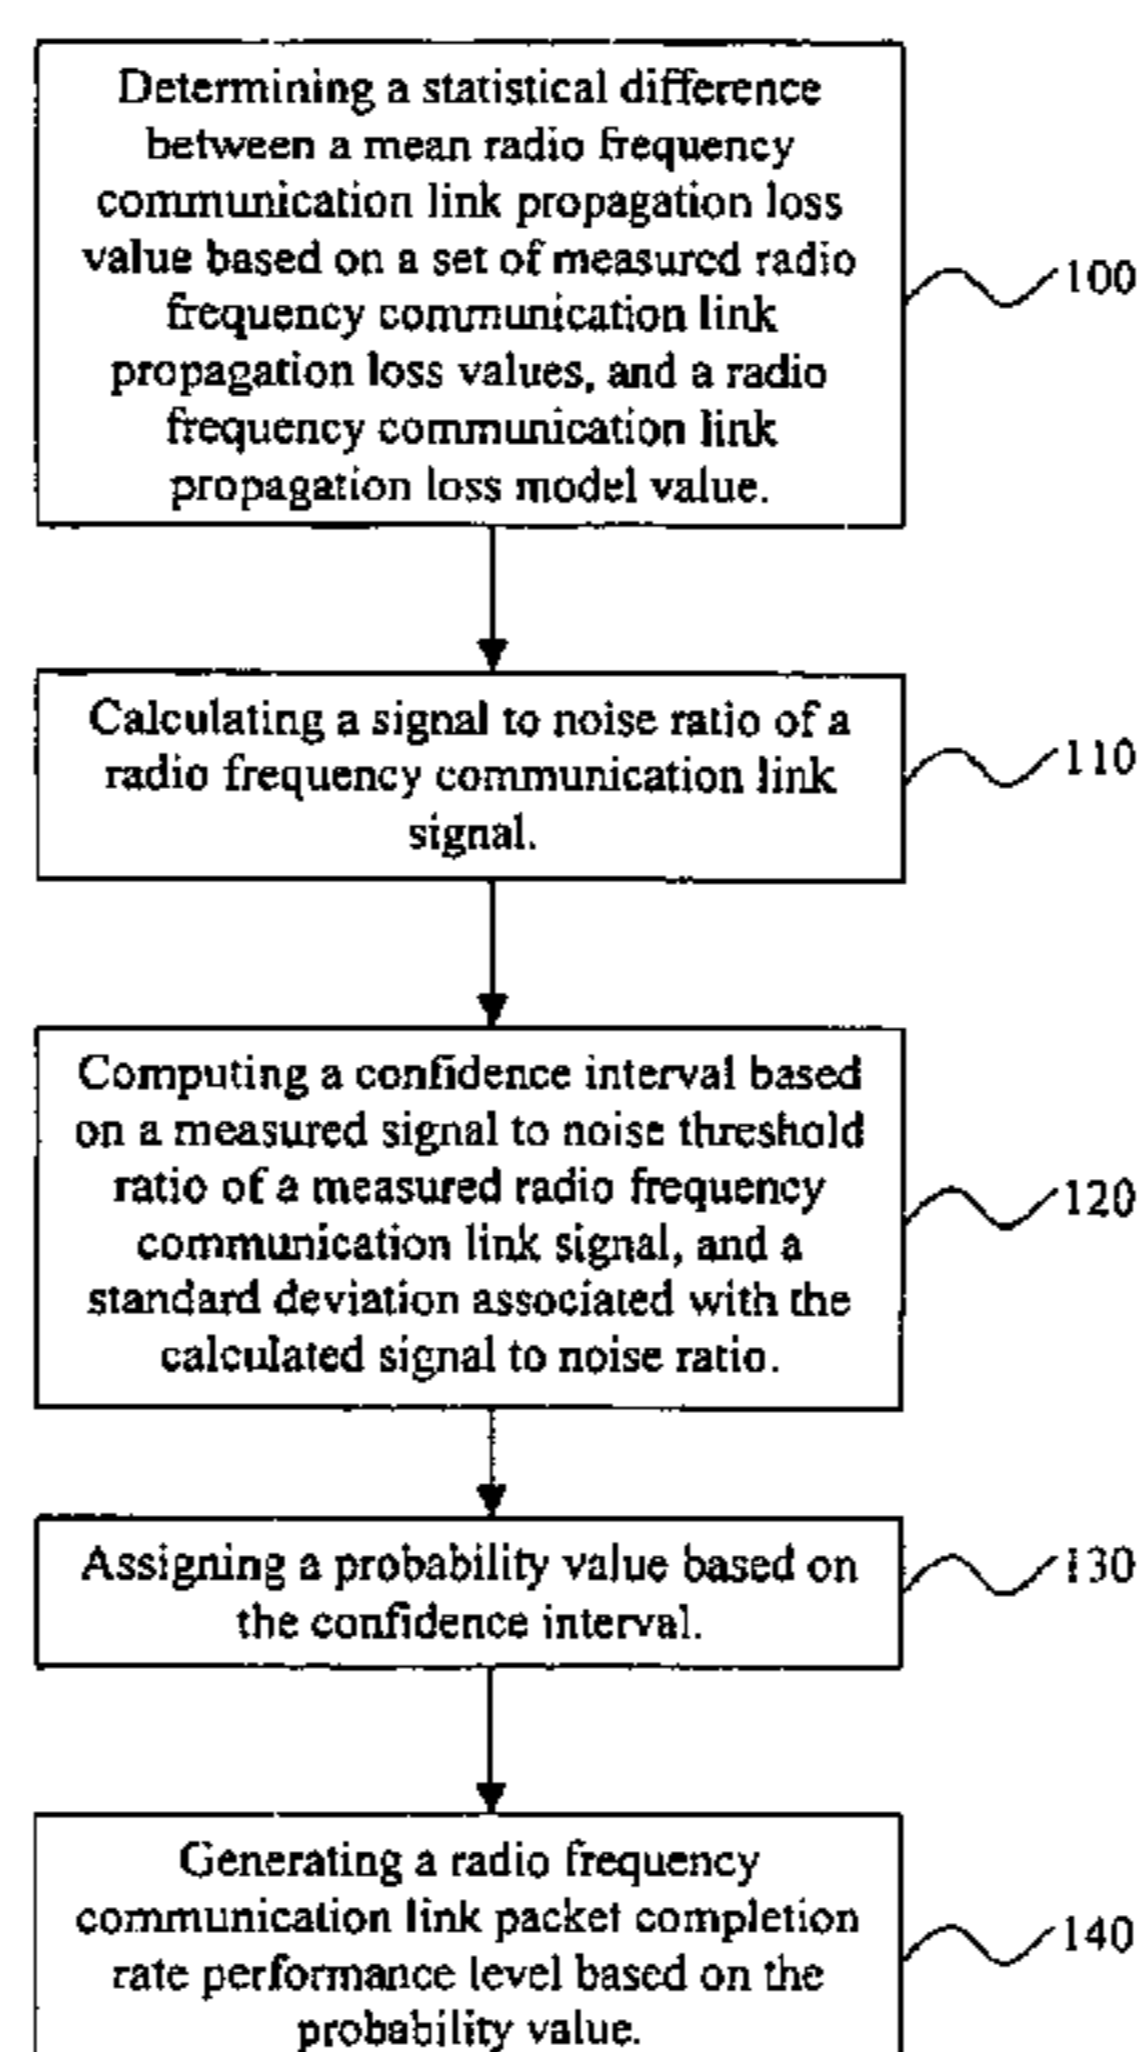 Determining a statistical difference
between a mean radio frequency
communication link propagation loss
value based on a set of measured radio
frequency communication link
propagation loss values, and a radio
frequency communication link
propagation loss model value.
100
Calculating a signal to noise ratio of a
radio frequency communication link
signal.
110
Computing a confidence interval based
on a measured signal to noise threshold
ratio of a measured radio frequency
communication link signal, and a
standard deviation associated with the
calculated signal to noise ratio.
120
Assigning a probability value based on
the confidence interval.
130
Generating a radio frequency
communication link packet completion
rate performance level based on the
probability value.
140